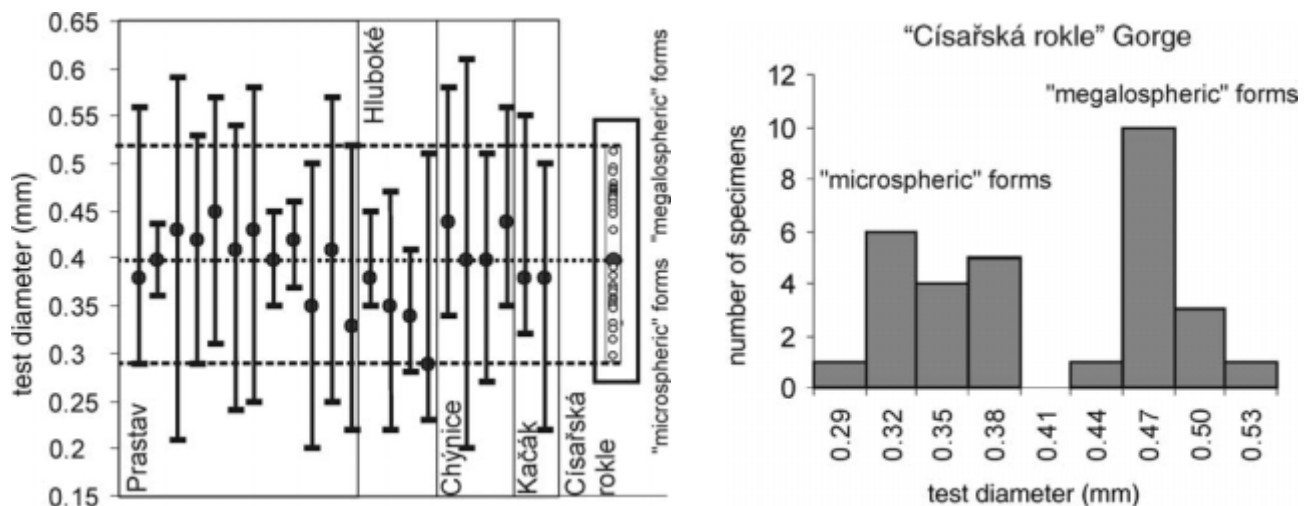 0.65
0.6
0.55
0.5
0.45
0.4
0.35
0.3
0.25
0.2
0.15
test diameter (mm)
Prastav
Hluboké
Chýnice
Kačák
Císařská
rokle
"microspheric" forms "megalospheric" forms
"Císařská rokle" Gorge
12
10
8
6
4
2
0
number of specimens
"megalospheric" forms
"microspheric" forms
0.29
0.32
0.35
0.38
0.41
0.44
0.47
0.50
0.53
test diameter (mm)